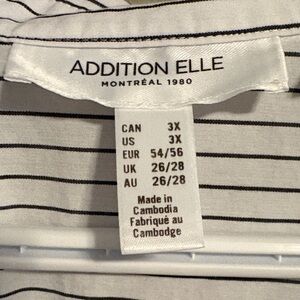 ADDITION ELLE
MONTRÉAL 1980
CAN 3X
US 3X
EUR 54/56
UK 26/28
AU 26/28
Made in
Cambodia
Fabriqué au
Cambodge